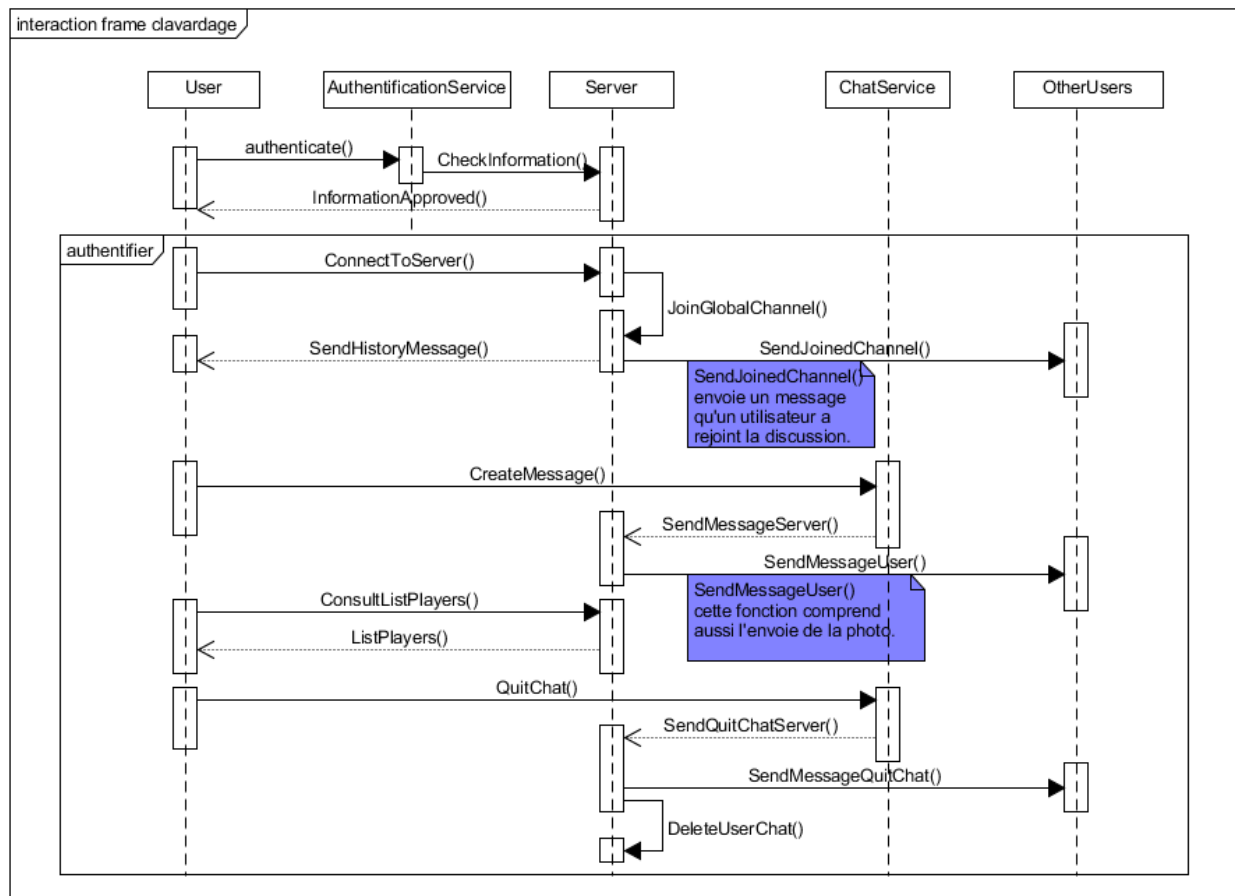 interaction frame clavardage
User
AuthentificationService
Server
ChatService
OtherUsers
authenticate()
CheckInformation()
InformationApproved()
authentifier
ConnectToServer()
JoinGlobalChannel()
SendHistoryMessage()
SendJoinedChannel()
SendJoinedChannel()
envoie un message
qu'un utilisateur a
rejoint la discussion.
CreateMessage()
SendMessageServer()
SendMessageUser()
SendMessageUser()
cette fonction comprend
aussi l'envoie de la photo.
ConsultListPlayers()
ListPlayers()
QuitChat()
SendQuitChatServer()
SendMessageQuitChat()
DeleteUserChat()